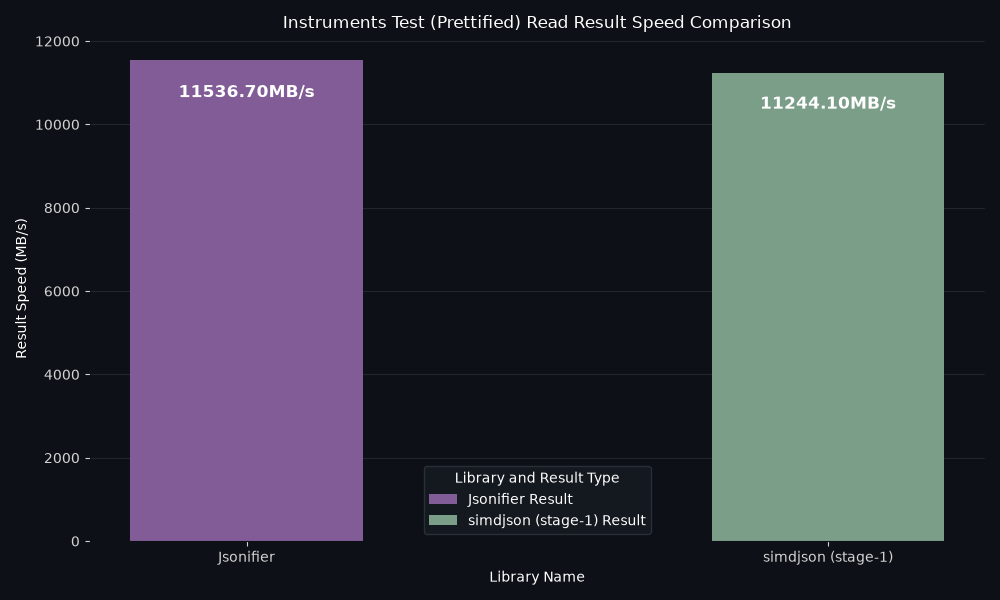 Instruments Test (Prettified) Read Result Speed Comparison
12000
10000
8000
6000
4000
2000
0
Result Speed (MB/s)
11536.70MB/s
11244.10MB/s
Library and Result Type
Jsonifier Result
simdjson (stage-1) Result
Jsonifier
simdjson (stage-1)
Library Name